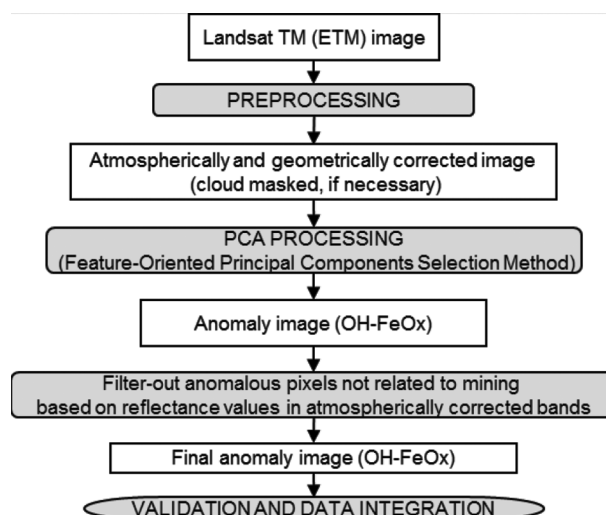 Landsat TM (ETM) image
PREPROCESSING
Atmospherically and geometrically corrected image
(cloud masked, if necessary)
PCA PROCESSING
(Feature-Oriented Principal Components Selection Method)
Anomaly image (OH-FeOx)
Filter-out anomalous pixels not related to mining
based on reflectance values in atmospherically corrected bands
Final anomaly image (OH-FeOx)
VALIDATION AND DATA INTEGRATION